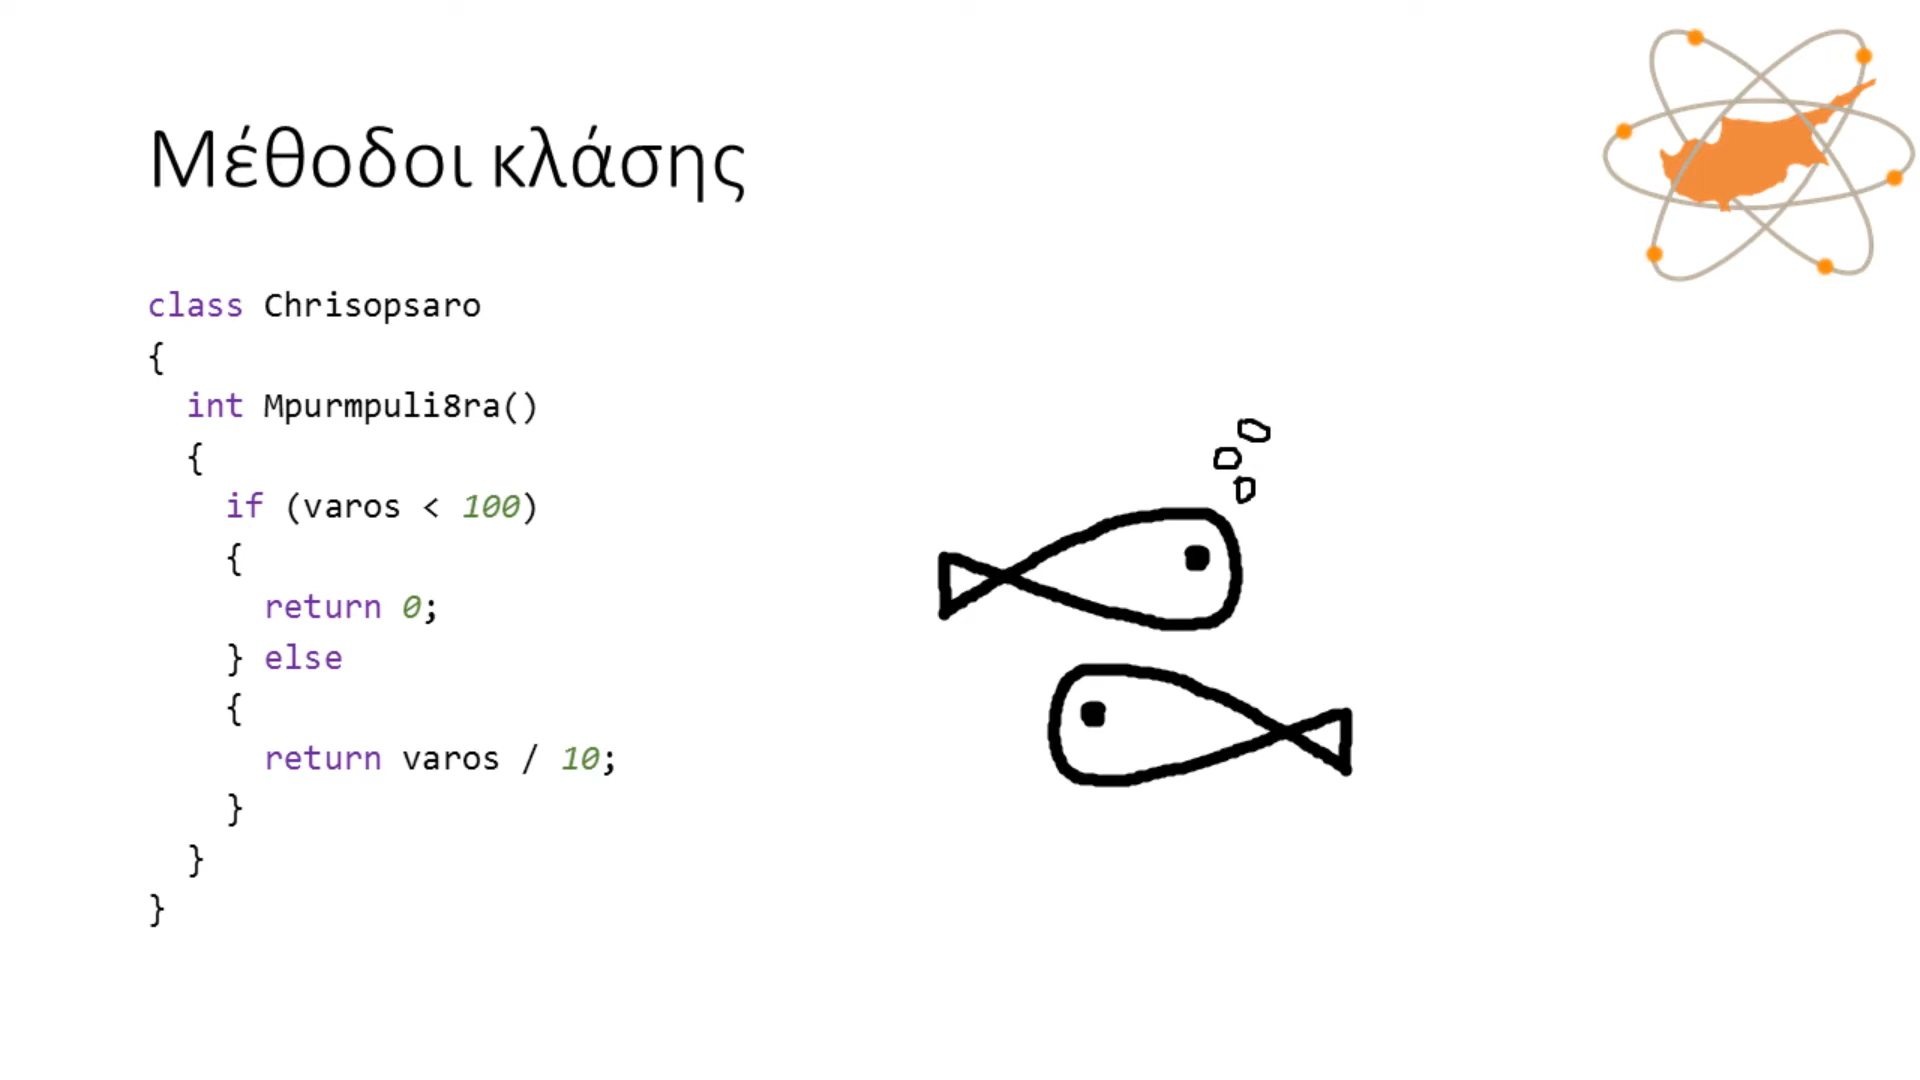 Μέθοδοι κλάσης
class Chrisopsaro
{
int Mpurmpuli8ra()
{
if (varos < 100)
{
return 0;
} else
{
return varos / 10;
}
}
}